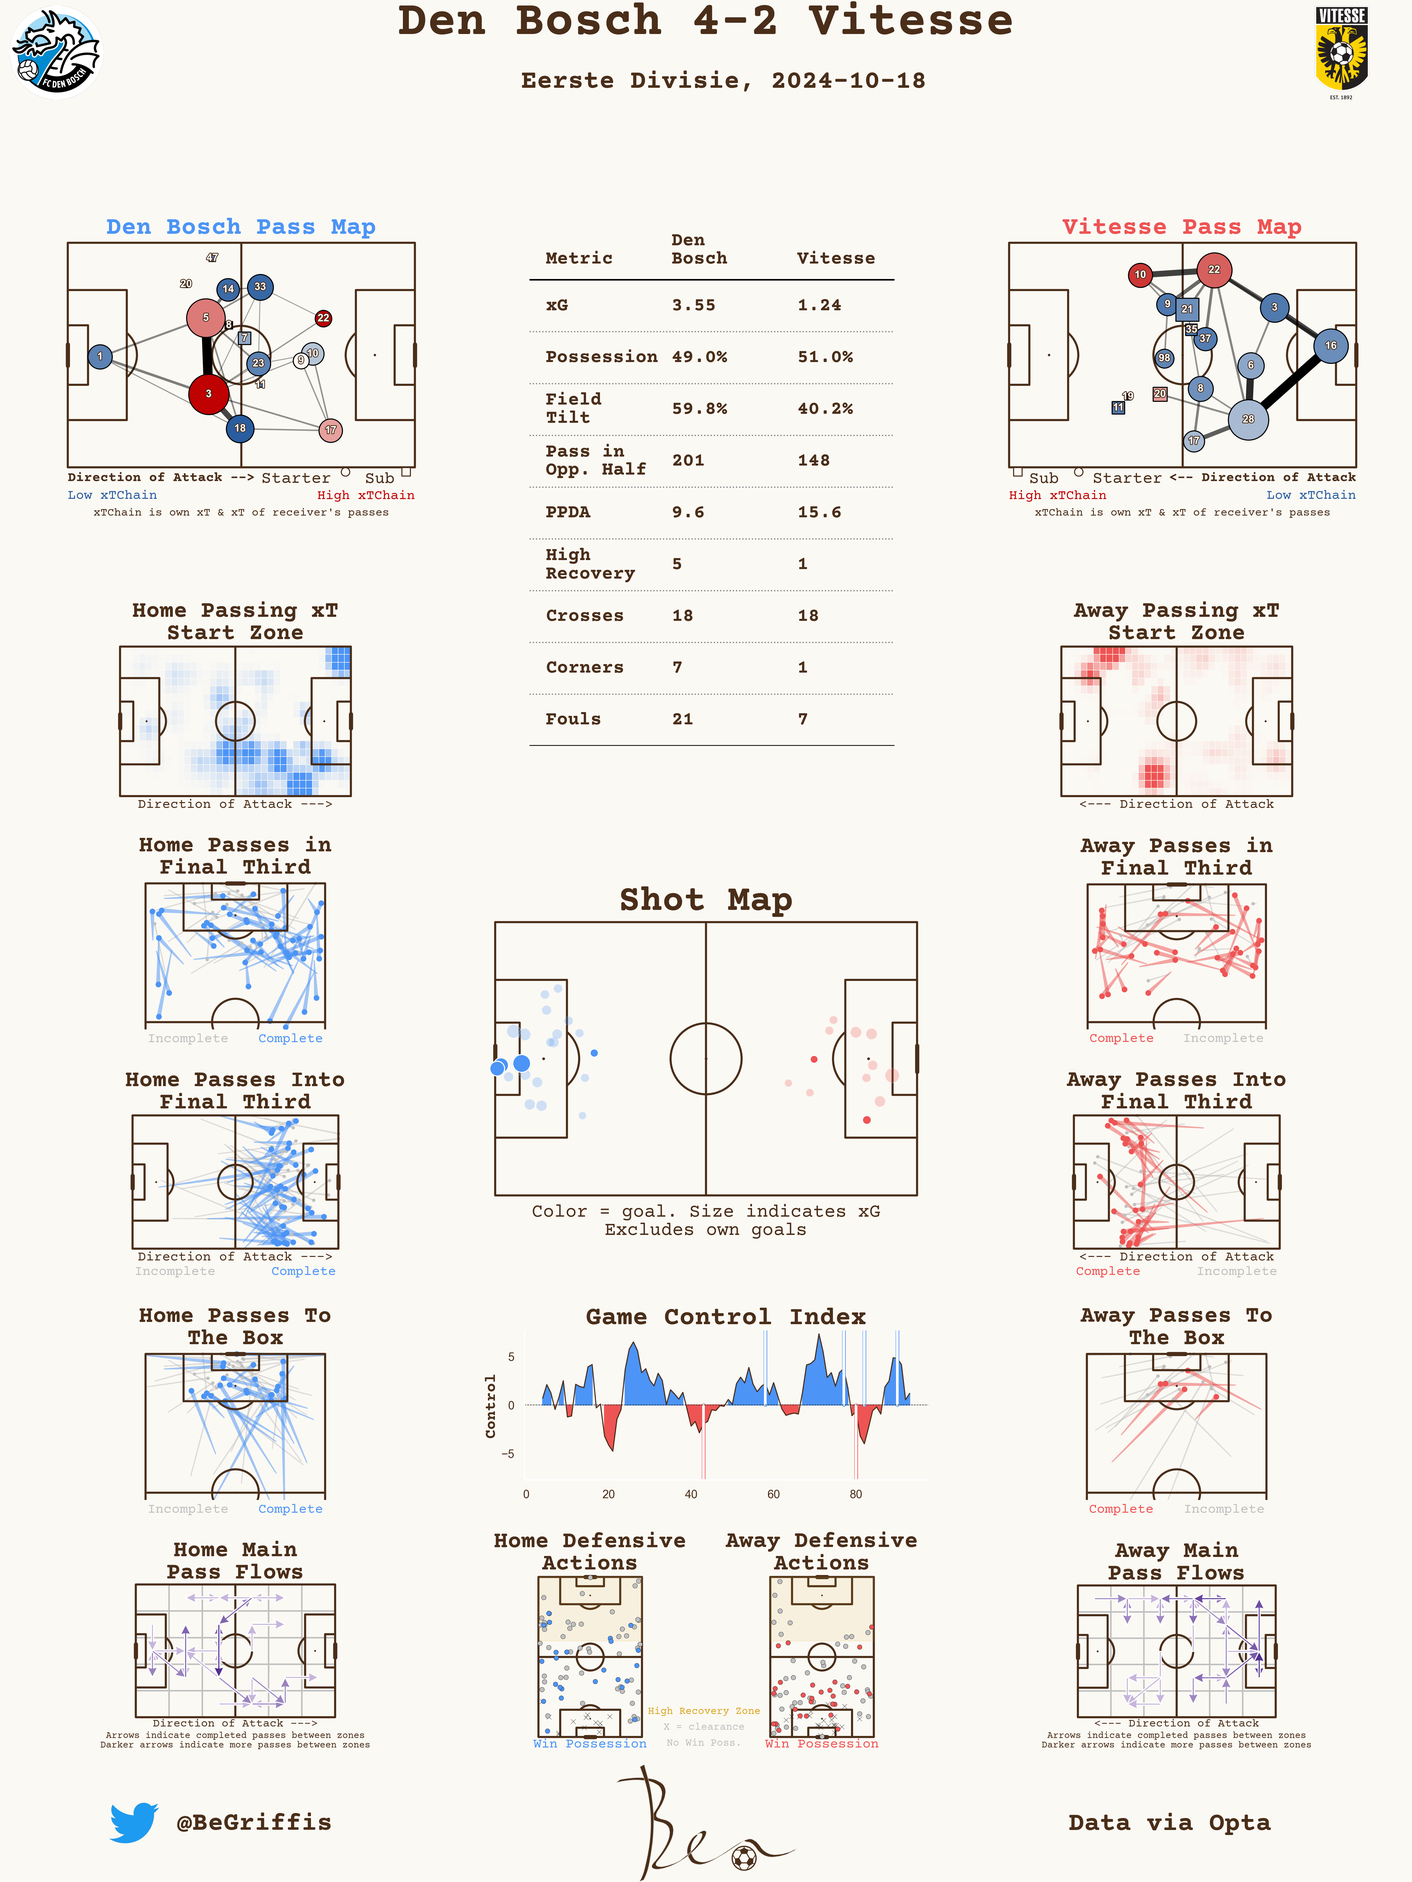 Den Bosch 4-2 Vitesse
Eerste Divisie, 2024-10-18
FC DEN BOSCH
VITESSE
EST. 1892
Den Bosch Pass Map
47
20
14
33
5
8
22
7
1
10
9
23
11
3
18
17
Direction of Attack --> Starter Sub
Low xTChain High xTChain
xTChain is own xT & xT of receiver's passes
Metric Den Bosch Vitesse
xG 3.55 1.24
Possession 49.0% 51.0%
Field Tilt 59.8% 40.2%
Pass in Opp. Half 201 148
PPDA 9.6 15.6
High Recovery 5 1
Crosses 18 18
Corners 7 1
Fouls 21 7
Vitesse Pass Map
10
22
9
21
3
35
37
16
98
6
8
20
19
11
28
17
Sub Starter <-- Direction of Attack
High xTChain Low xTChain
xTChain is own xT & xT of receiver's passes
Home Passing xT
Start Zone
Direction of Attack --->
Away Passing xT
Start Zone
<--- Direction of Attack
Home Passes in
Final Third
Incomplete Complete
Away Passes in
Final Third
Complete Incomplete
Shot Map
Color = goal. Size indicates xG
Excludes own goals
Home Passes Into
Final Third
Direction of Attack --->
Incomplete Complete
Away Passes Into
Final Third
<--- Direction of Attack
Complete Incomplete
Home Passes To
The Box
Incomplete Complete
Game Control Index
Control
5
0
−5
0 20 40 60 80
Away Passes To
The Box
Complete Incomplete
Home Main
Pass Flows
Direction of Attack --->
Arrows indicate completed passes between zones
Darker arrows indicate more passes between zones
Home Defensive
Actions
Win Possession
High Recovery Zone
X = clearance
No Win Poss.
Away Defensive
Actions
Win Possession
Away Main
Pass Flows
<--- Direction of Attack
Arrows indicate completed passes between zones
Darker arrows indicate more passes between zones
@BeGriffis
Ben
Data via Opta